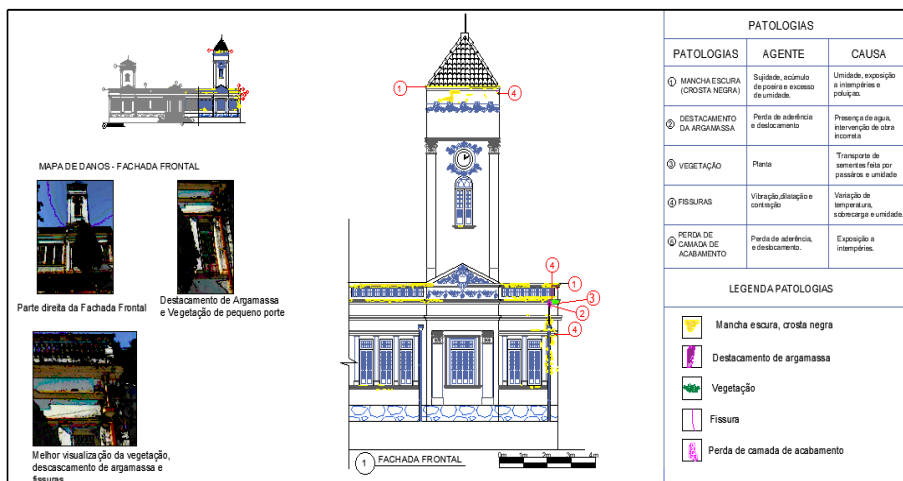 MAPA DE DANOS - FACHADA FRONTAL
Parte direita da Fachada Frontal
Destacamento de Argamassa
e Vegetação de pequeno porte
Melhor visualização da vegetação,
descascamento de argamassa e
fissuras
1
4
4
1
3
2
4
1 FACHADA FRONTAL
0m 1m 2m 3m 4m
PATOLOGIAS
PATOLOGIAS AGENTE CAUSA
1 MANCHA ESCURA
(CROSTA NEGRA)
Sujidade, acúmulo
de poeira e excesso
de umidade.
Umidade, exposição
a intempéries e
poluiçao.
2 DESTACAMENTO
DA ARGAMASSA
Perda de aderência
e deslocamento
Presença de agua,
intervenção de obra
incorreta
3 VEGETAÇÃO
Planta
"Transporte de
sementes feita por
passáros e umidade
4 FISSURAS
Vibração,dilatação e
contração
Variação de
temperatura,
sobrecarga e umidade.
PERDA DE
CAMADA DE
ACABAMENTO
Perda de aderência,
e deslocamento.
Exposição a
intempéries.
LEGENDA PATOLOGIAS
Mancha escura, crosta negra
Destacamento de argamassa
Vegetação
Fissura
Perda de camada de acabamento